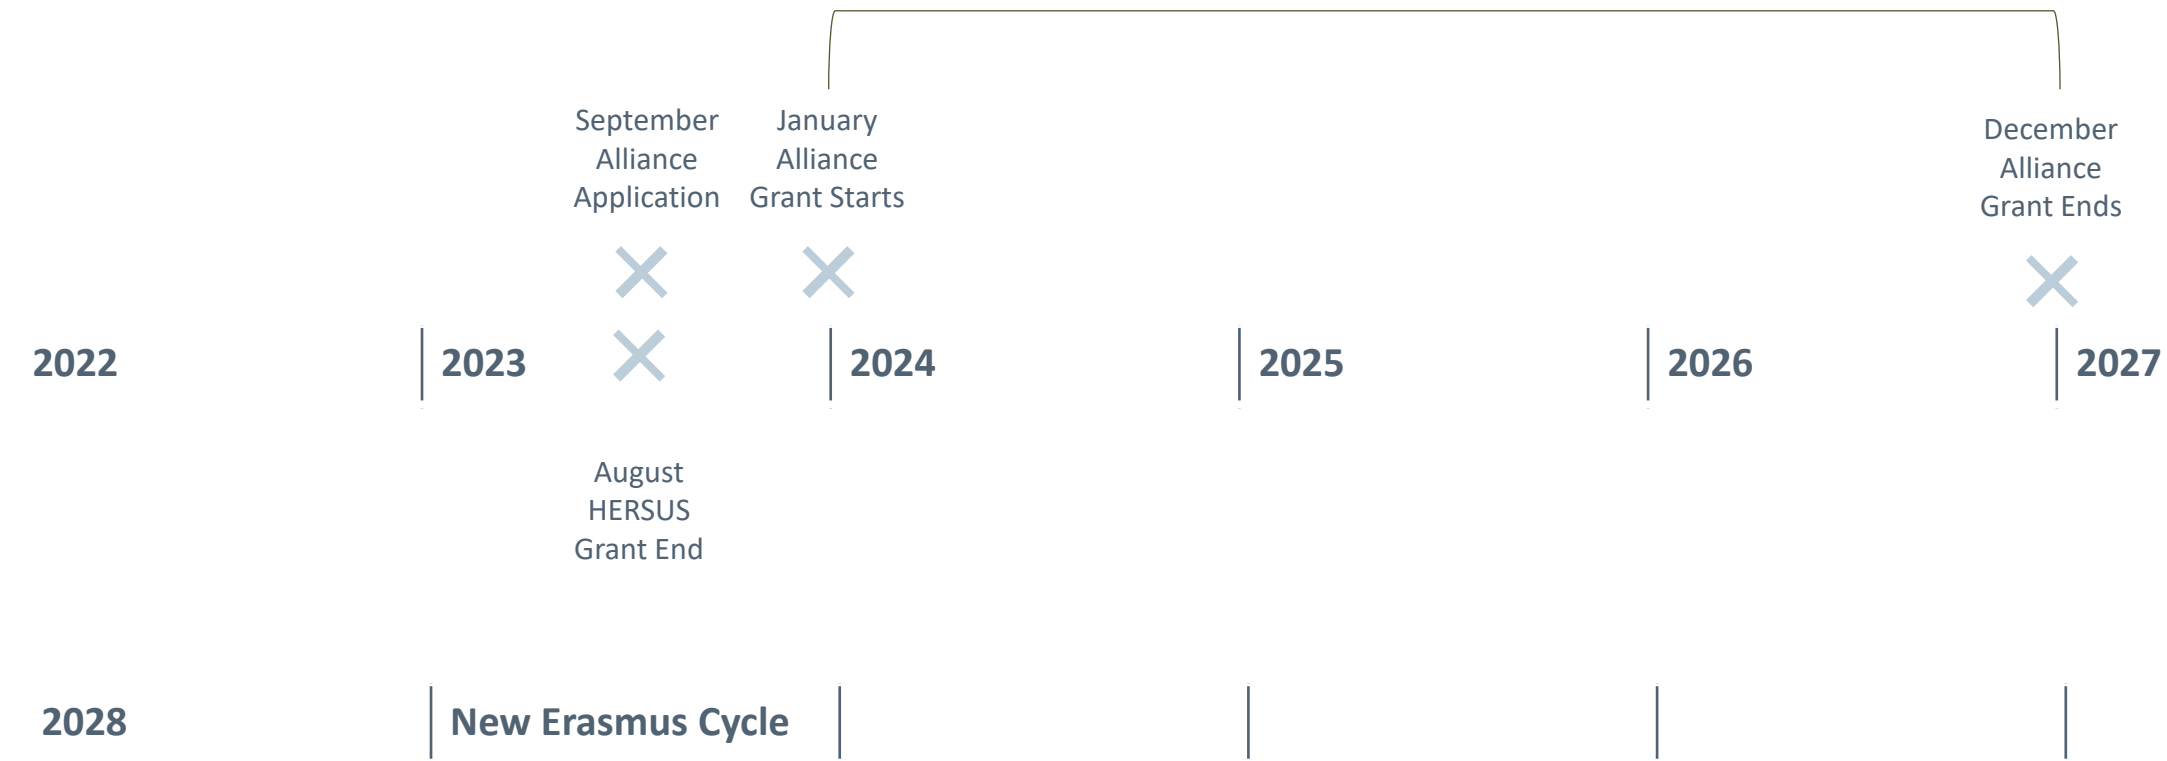 September
Alliance
Application
January
Alliance
Grant Starts
December
Alliance
Grant Ends
2022
2023
2024
2025
2026
2027
August
HERSUS
Grant End
2028
New Erasmus Cycle